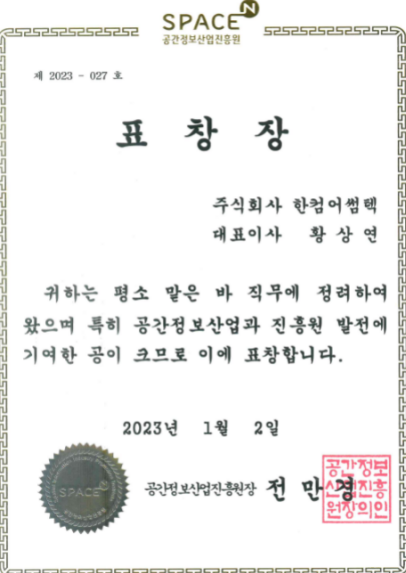 SPACE N
공간정보산업진흥원
제 2023 - 027 호
표 창 장
주식회사 한컴어썸텍
대표이사 황 상 연
귀하는 평소 맡은 바 직무에 정려하여
왔으며 특히 공간정보산업과 진흥원 발전에
기여한 공이 크므로 이에 표창합니다.
2023년 1월 2일
SPACE N
공간정보산업진흥원장 전 만 경
공간정보
산업진흥
원장의인